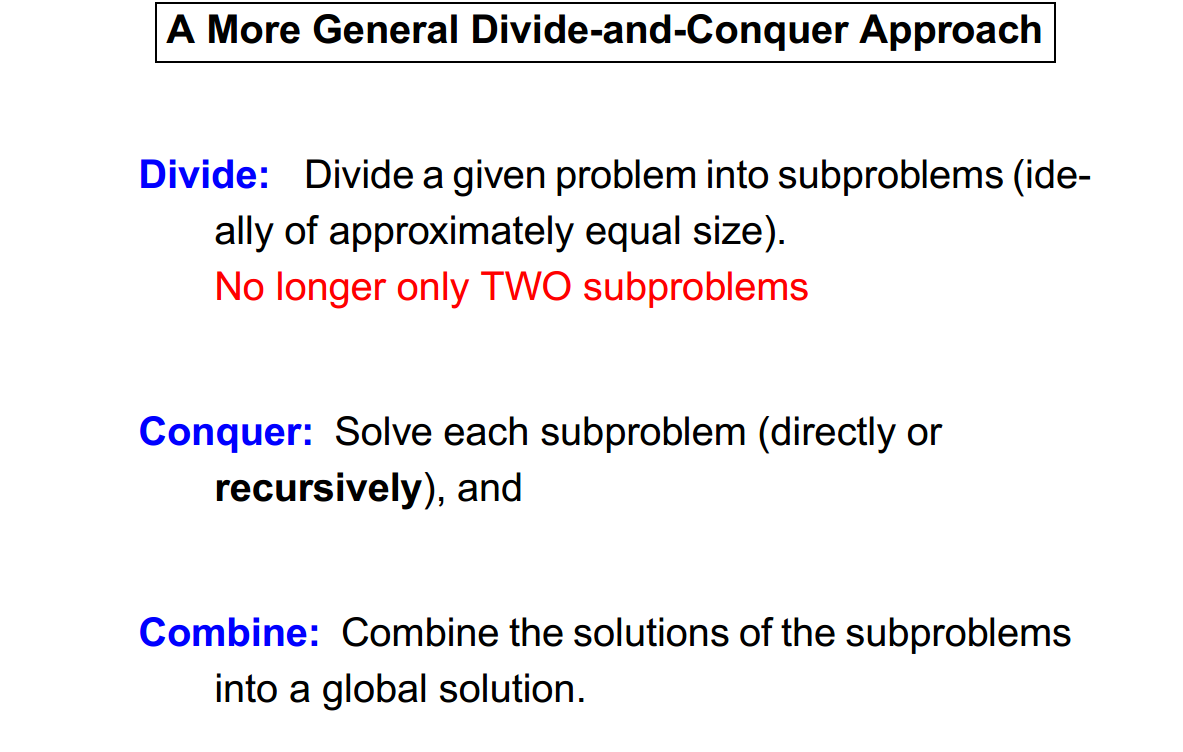 A More General Divide-and-Conquer Approach
Divide: Divide a given problem into subproblems (ide-
ally of approximately equal size).
No longer only TWO subproblems
Conquer: Solve each subproblem (directly or
recursively), and
Combine: Combine the solutions of the subproblems
into a global solution.